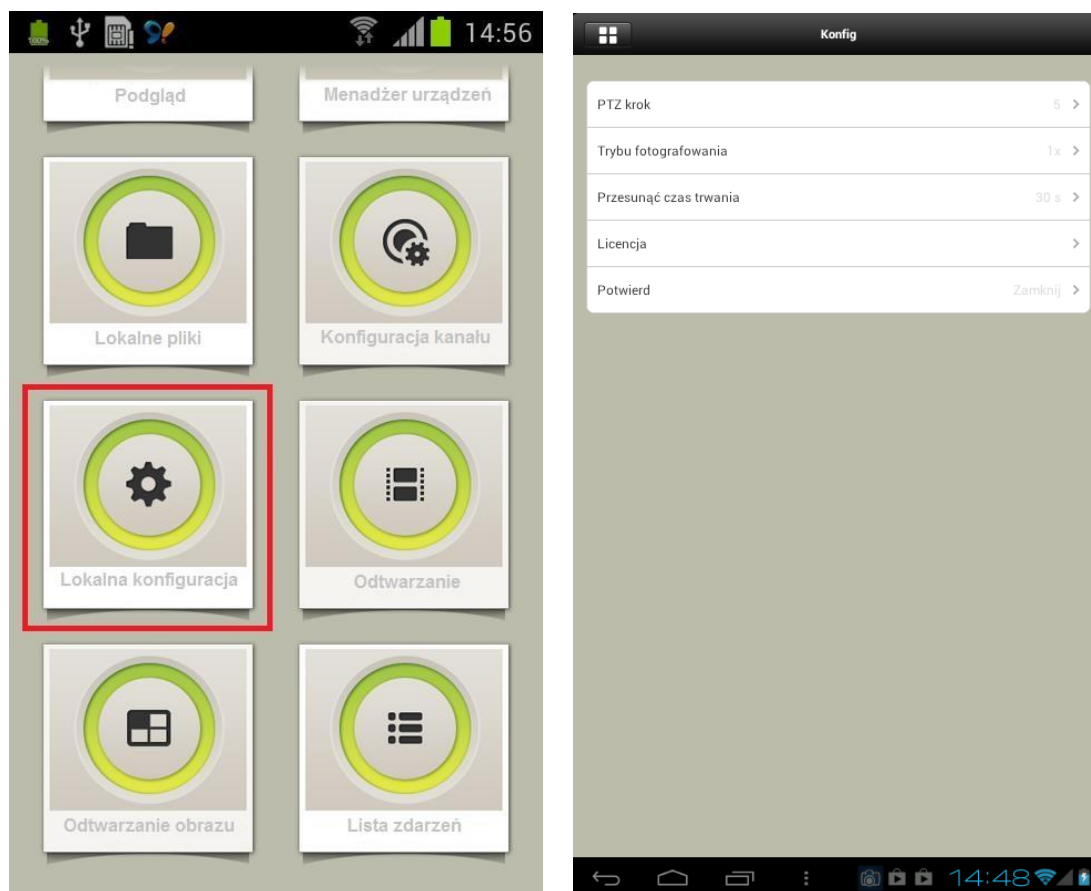 100%
14:56
Podgląd
Menadżer urządzeń
Lokalne pliki
Konfiguracja kanału
Lokalna konfiguracja
Odtwarzanie
Odtwarzanie obrazu
Lista zdarzeń
Konfig
PTZ krok 5
Trybu fotografowania 1x
Przesunąć czas trwania 30 s
Licencja
Potwierd Zamknij
14:48